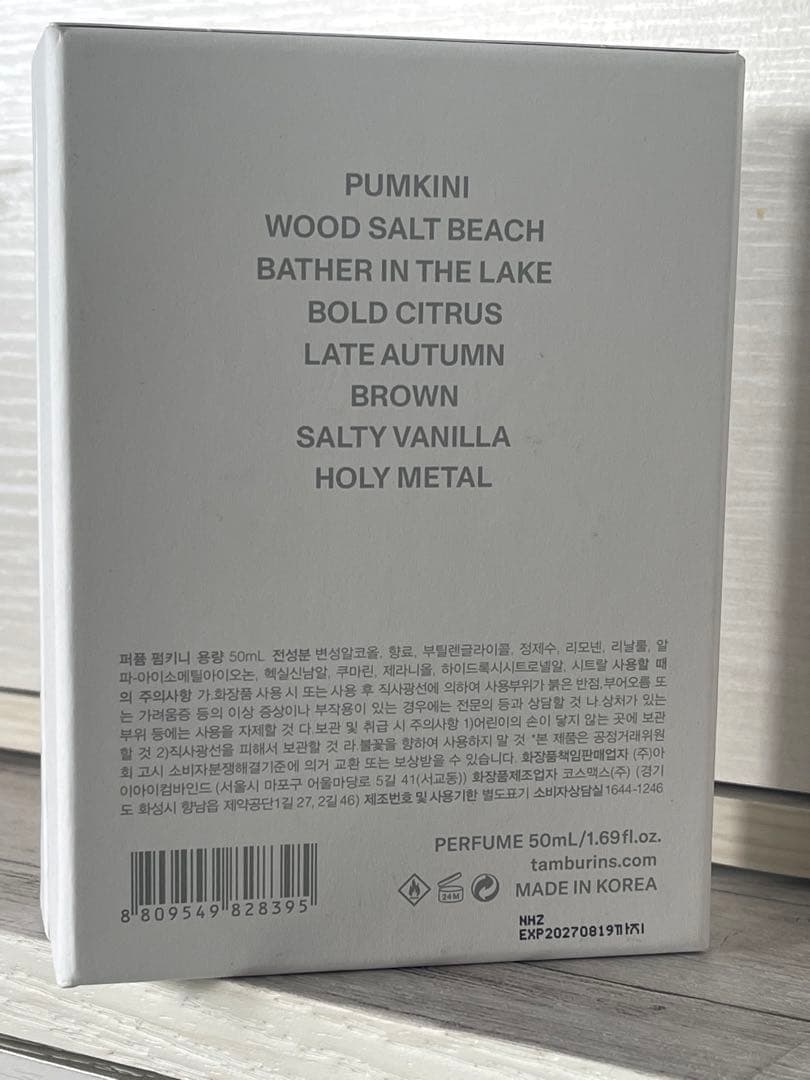 PUMKINI
WOOD SALT BEACH
BATHER IN THE LAKE
BOLD CITRUS
LATE AUTUMN
BROWN
SALTY VANILLA
HOLY METAL
퍼퓸 펌키니 용량 50mL 전성분 변성알코올, 향료, 부틸렌글라이콜, 정제수, 리모넨, 리날룰, 알
파-아이소메틸아이오논, 헥실신남알, 쿠마린, 제라니올, 하이드록시시트로넬알, 시트랄 사용할 때
의 주의사항 가.화장품 사용 시 또는 사용 후 직사광선에 의하여 사용부위가 붉은 반점,부어오름 또
는 가려움증 등의 이상 증상이나 부작용이 있는 경우에는 전문의 등과 상담할 것 나.상처가 있는
부위 등에는 사용을 자제할 것 다.보관 및 취급 시 주의사항 1)어린이의 손이 닿지 않는 곳에 보관
할 것 2)직사광선을 피해서 보관할 것 라.불꽃을 향하여 사용하지 말 것 *본 제품은 공정거래위원
회 고시 소비자분쟁해결기준에 의거 교환 또는 보상받을 수 있습니다. 화장품책임판매업자 (주)아
이아이컴바인드 (서울시 마포구 어울마당로 5길 41(서교동)) 화장품제조업자 코스맥스(주) (경기
도 화성시 향남읍 제약공단1길 27, 2길 46) 제조번호 및 사용기한 별도표기 소비자상담실 1644-1246
PERFUME 50mL/1.69fl.oz.
tamburins.com
24M
MADE IN KOREA
8 809549 828395
NHZ
EXP20270819까지